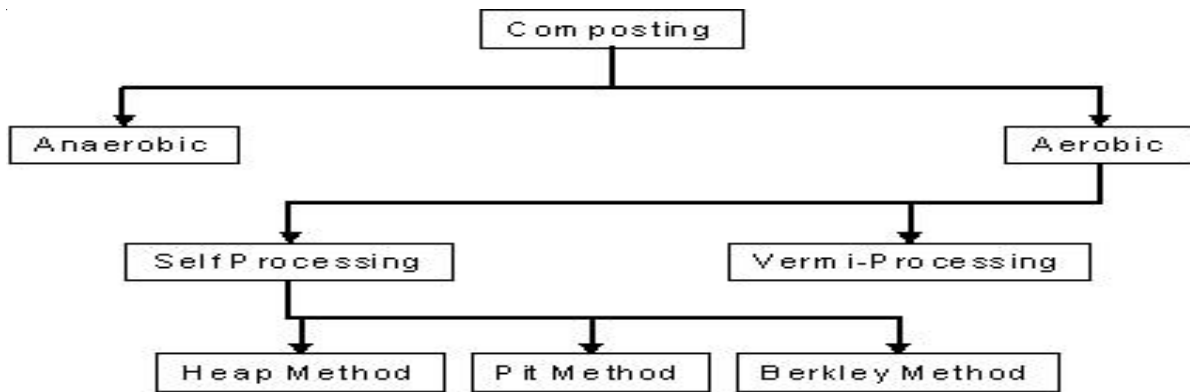 Composting
Anaerobic
Aerobic
Self Processing
Vermi-Processing
Heap Method
Pit Method
Berkley Method